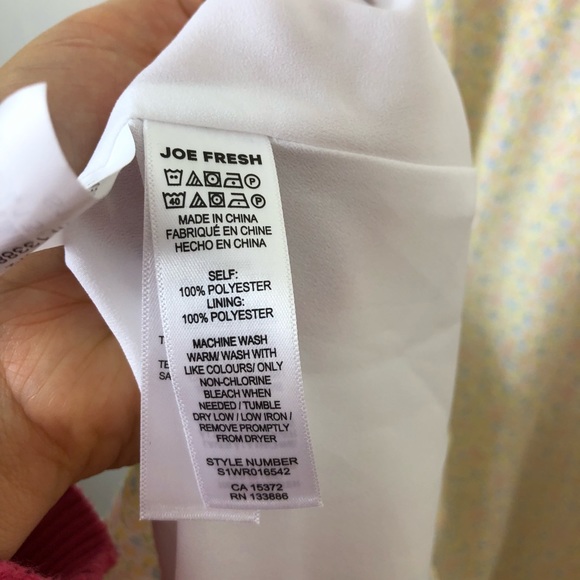 JOE FRESH
40
MADE IN CHINA
FABRIQUÉ EN CHINE
HECHO EN CHINA
SELF:
100% POLYESTER
LINING:
100% POLYESTER
MACHINE WASH
WARM/ WASH WITH
LIKE COLOURS/ ONLY
NON-CHLORINE
BLEACH WHEN
NEEDED / TUMBLE
DRY LOW / LOW IRON /
REMOVE PROMPTLY
FROM DRYER
STYLE NUMBER
S1WR016542
CA 15372
RN 133886